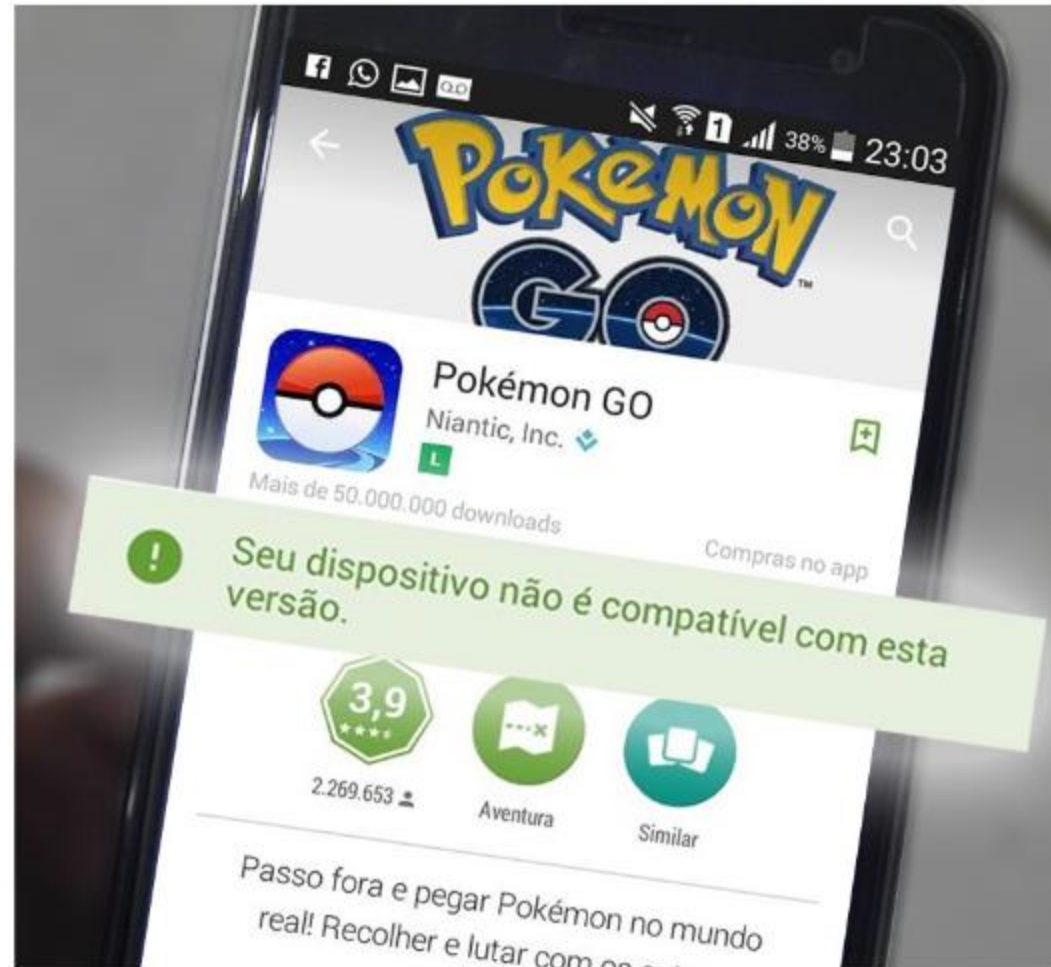 38% 23:03
POKéMON
GO
Pokémon GO
Niantic, Inc.
L
Mais de 50.000.000 downloads
Compras no app
Seu dispositivo não é compatível com esta
versão.
3,9
2.269.653
Aventura
Similar
Passo fora e pegar Pokémon no mundo
real! Recolher e lutar com os